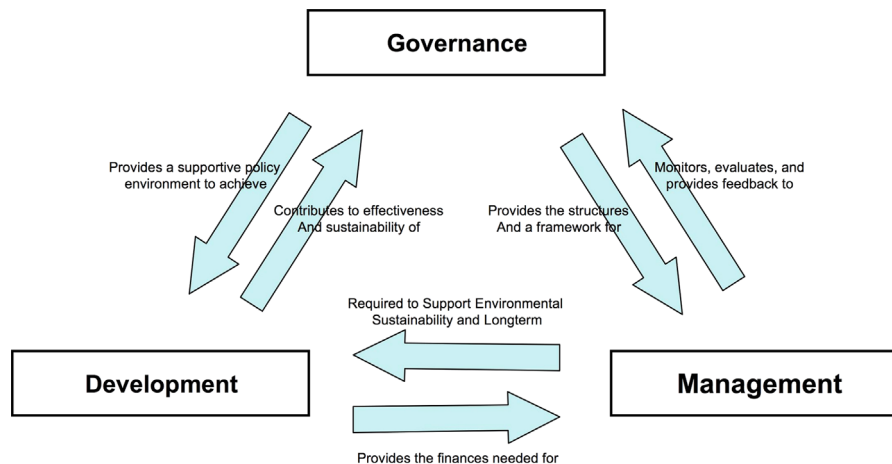 Governance
Provides a supportive policy
environment to achieve
Monitors, evaluates, and
provides feedback to
Contributes to effectiveness
And sustainability of
Provides the structures
And a framework for
Required to Support Environmental
Sustainability and Longterm
Development
Management
Provides the finances needed for